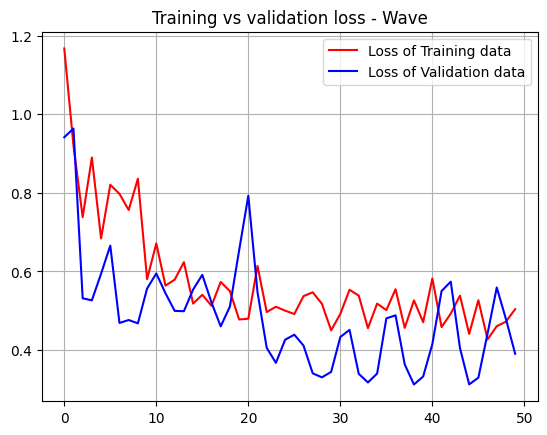 Training vs validation loss - Wave
Loss of Training data
Loss of Validation data
1.2
1.0
0.8
0.6
0.4
0 10 20 30 40 50